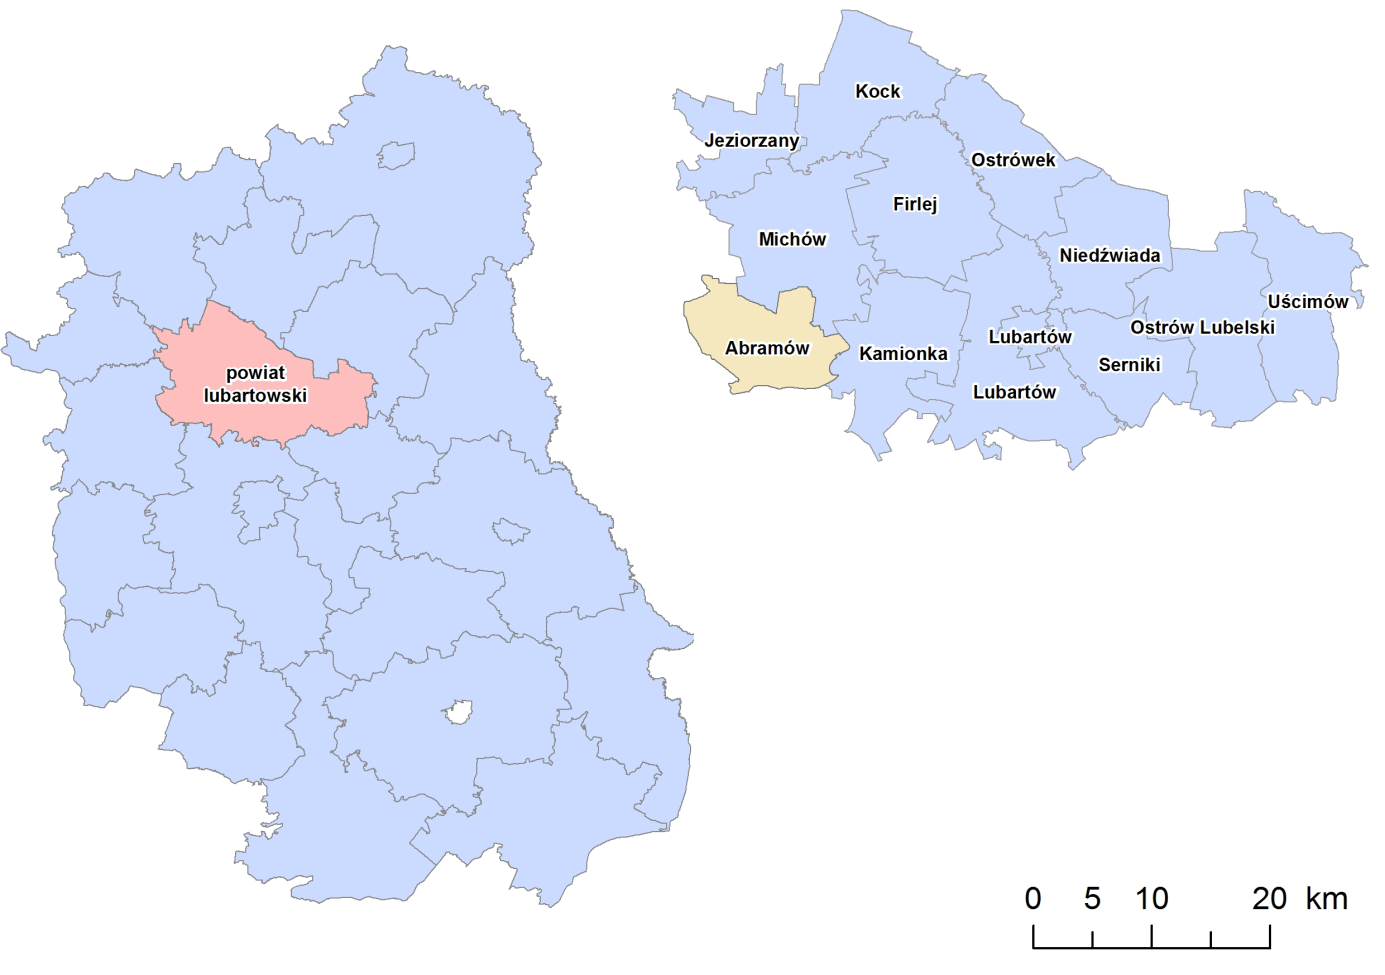 Kock
Jeziorzany
Ostrówek
Firlej
Michów
Niedźwiada
Uścimów
Ostrów Lubelski
Lubartów
Abramów
Kamionka
Serniki
Lubartów
powiat
lubartowski
0 5 10 20 km